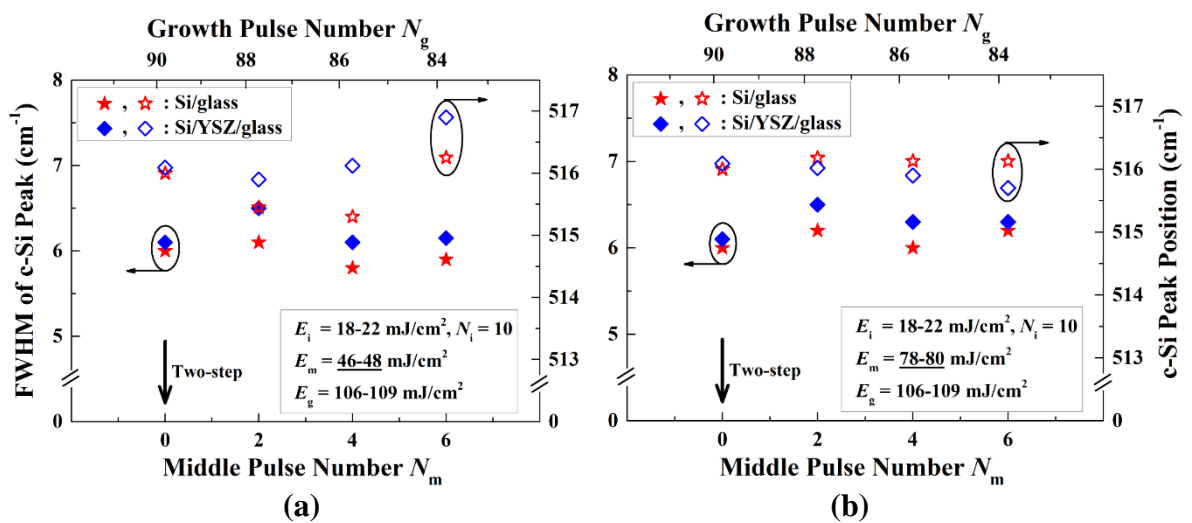 Growth Pulse Number Ng
90 88 86 84
8
7
6
5
0
FWHM of c-Si Peak (cm-1)
★ , ☆ : Si/glass
◆ , ◇ : Si/YSZ/glass
517
516
515
514
513
0
Two-step
Ei = 18-22 mJ/cm2, Ni = 10
Em = 46-48 mJ/cm2
Eg = 106-109 mJ/cm2
0 2 4 6
Middle Pulse Number Nm
(a)
Growth Pulse Number Ng
90 88 86 84
8
7
6
5
0
★ , ☆ : Si/glass
◆ , ◇ : Si/YSZ/glass
517
516
515
514
513
0
c-Si Peak Position (cm-1)
Two-step
Ei = 18-22 mJ/cm2, Ni = 10
Em = 78-80 mJ/cm2
Eg = 106-109 mJ/cm2
0 2 4 6
Middle Pulse Number Nm
(b)